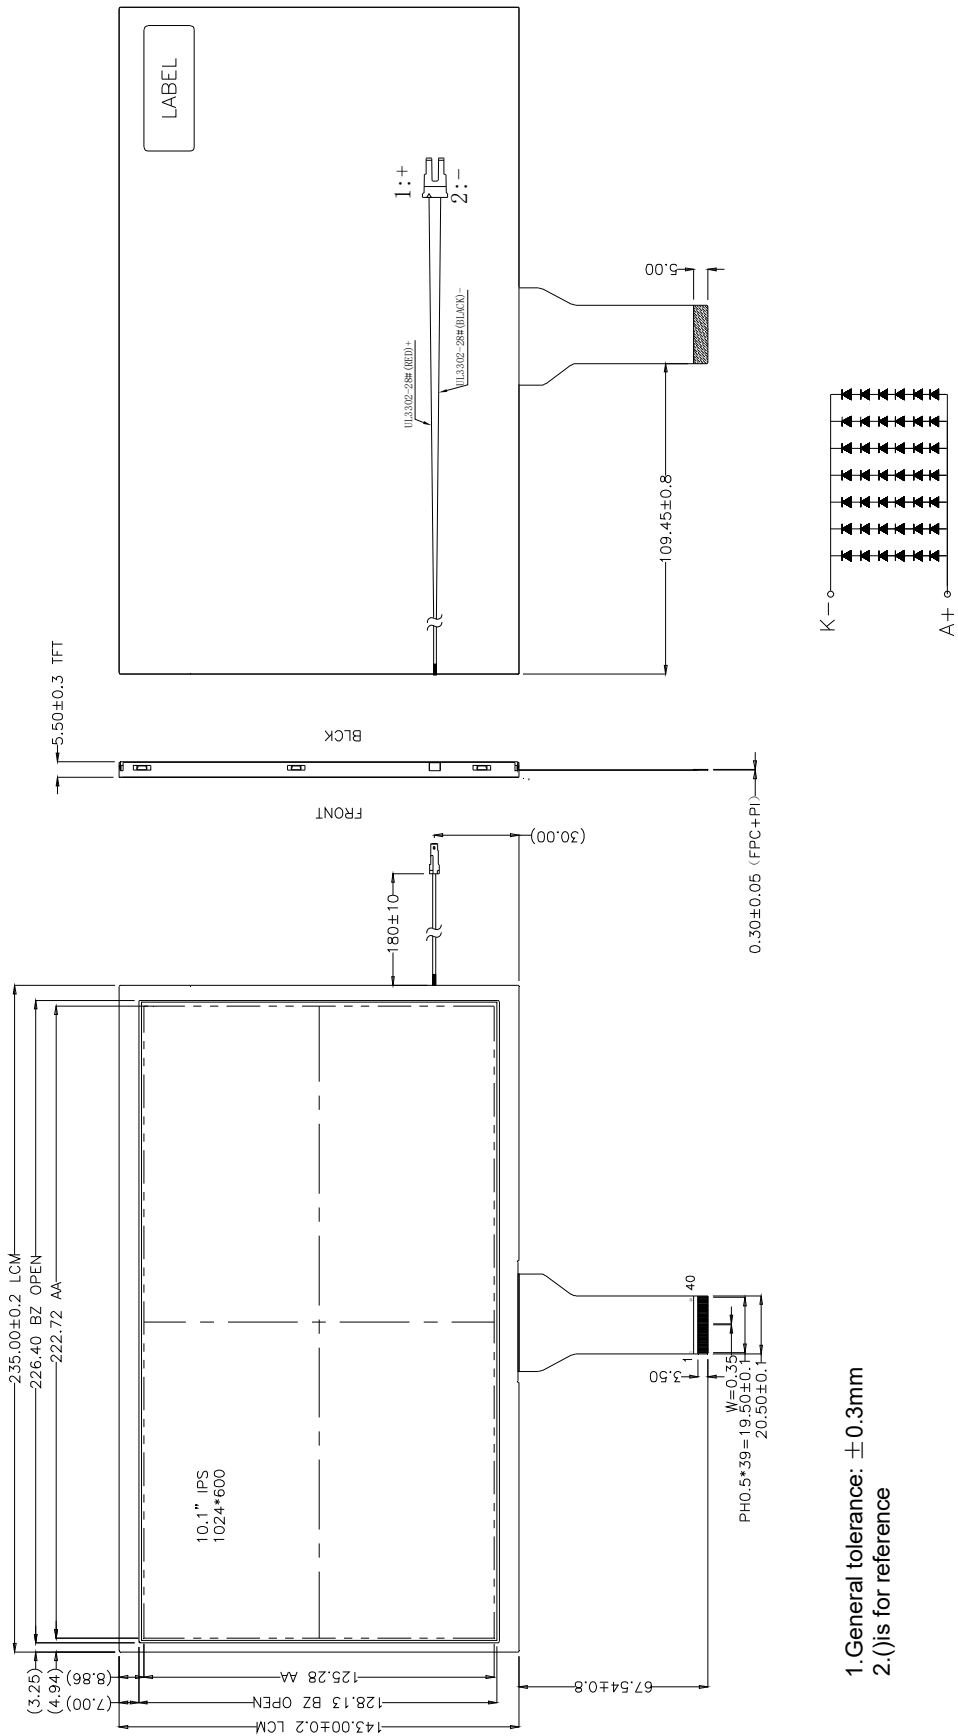 LABEL
1:+
2:-
UL3302-28#(RED)+
UL3302-28#(BLACK)-
5.00
109.45±0.8
K-
A+
5.50±0.3 TFT
BLCK
FRONT
(30.00)
180±10
0.30±0.05 (FPC+PI)
235.00±0.2 LCM
226.40 BZ OPEN
222.72 AA
(3.25)
(4.94)
(8.86)
(7.00)
125.28 AA
128.13 BZ OPEN
143.00±0.2 LCM
10.1" IPS
1024*600
67.54±0.8
1
40
3.50
W=0.35
PH0.5*39=19.50±0.1
20.50±0.1
1.General tolerance: ±0.3mm
2.()is for reference